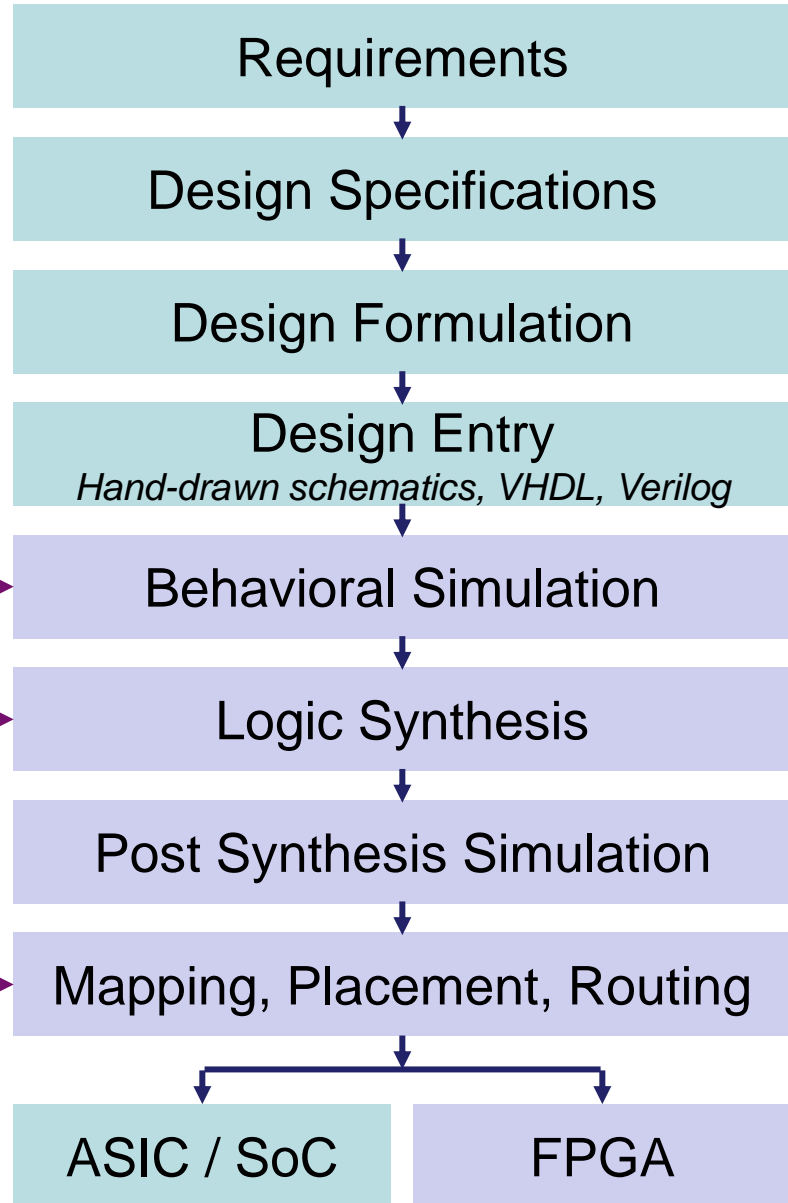 Requirements
Design Specifications
Design Formulation
Design Entry
Hand-drawn schematics, VHDL, Verilog
Behavioral Simulation
Logic Synthesis
Post Synthesis Simulation
Mapping, Placement, Routing
ASIC / SoC
FPGA